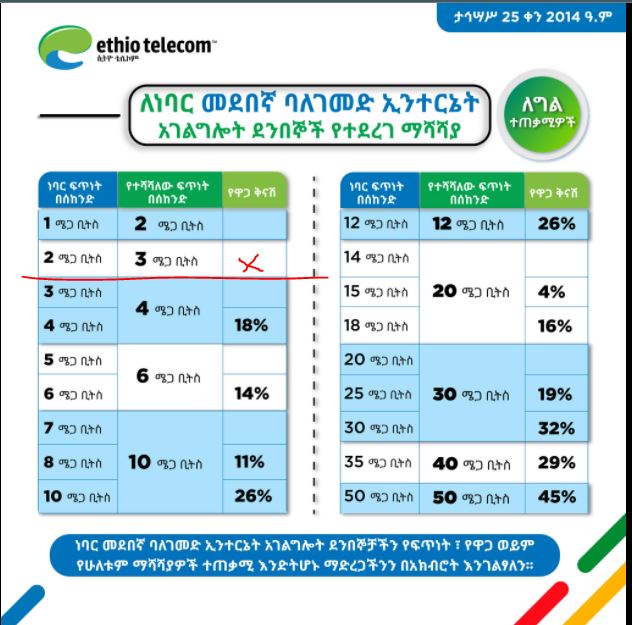 ታኅሣሥ 25 ቀን 2014 ዓ.ም
ethio telecom™
ኢትዮ ቴሌኮም
ለነባር መደበኛ ባለገመድ ኢንተርኔት
አገልግሎት ደንበኞች የተደረገ ማሻሻያ
ለግል
ተጠቃሚዎች
ነባር ፍጥነት በሰከንድ የተሻሻለው ፍጥነት በሰከንድ የዋጋ ቅናሽ
1 ሜጋ ቢትስ 2 ሜጋ ቢትስ
2 ሜጋ ቢትስ 3 ሜጋ ቢትስ
3 ሜጋ ቢትስ
4 ሜጋ ቢትስ
4 ሜጋ ቢትስ 18%
5 ሜጋ ቢትስ
6 ሜጋ ቢትስ
6 ሜጋ ቢትስ 14%
7 ሜጋ ቢትስ
8 ሜጋ ቢትስ 10 ሜጋ ቢትስ 11%
10 ሜጋ ቢትስ 26%
ነባር ፍጥነት በሰከንድ የተሻሻለው ፍጥነት በሰከንድ የዋጋ ቅናሽ
12 ሜጋ ቢትስ 12 ሜጋ ቢትስ 26%
14 ሜጋ ቢትስ
15 ሜጋ ቢትስ 20 ሜጋ ቢትስ 4%
18 ሜጋ ቢትስ 16%
20 ሜጋ ቢትስ
25 ሜጋ ቢትስ 30 ሜጋ ቢትስ 19%
30 ሜጋ ቢትስ 32%
35 ሜጋ ቢትስ 40 ሜጋ ቢትስ 29%
50 ሜጋ ቢትስ 50 ሜጋ ቢትስ 45%
ነባር መደበኛ ባለገመድ ኢንተርኔት አገልግሎት ደንበኞቻችን የፍጥነት ፣ የዋጋ ወይም
የሁለቱም ማሻሻያዎች ተጠቃሚ እንድትሆኑ ማድረጋችንን በአክብሮት እንገልፃለን፡፡